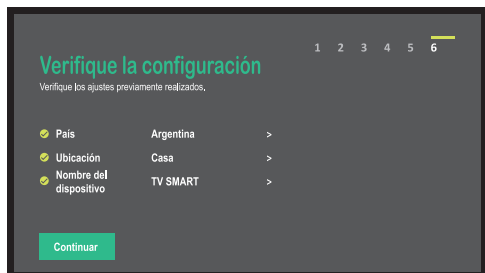 1 2 3 4 5 6
Verifique la configuración
Verifique los ajustes previamente realizados,
País Argentina >
Ubicación Casa >
Nombre del
dispositivo TV SMART >
Continuar